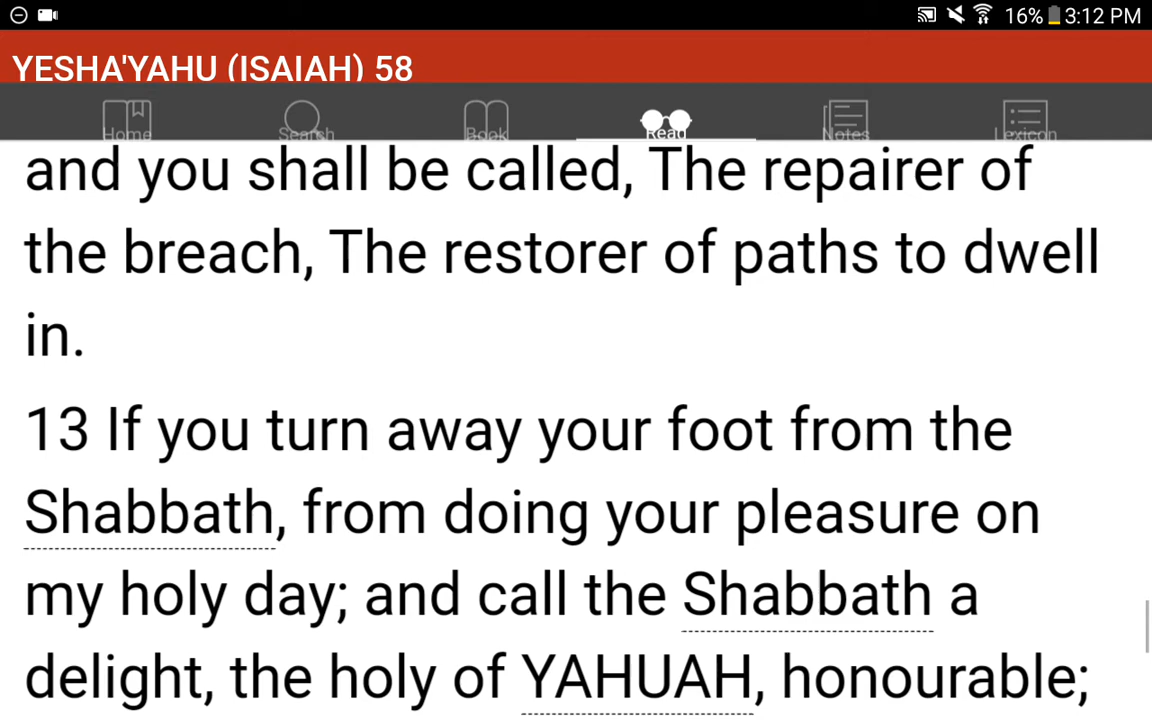 16% 3:12 PM
YESHA'YAHU (ISAIAH) 58
Home Search Book Read Notes Lexicon
and you shall be called, The repairer of
the breach, The restorer of paths to dwell
in.
13 If you turn away your foot from the
Shabbath, from doing your pleasure on
my holy day; and call the Shabbath a
delight, the holy of YAHUAH, honourable;